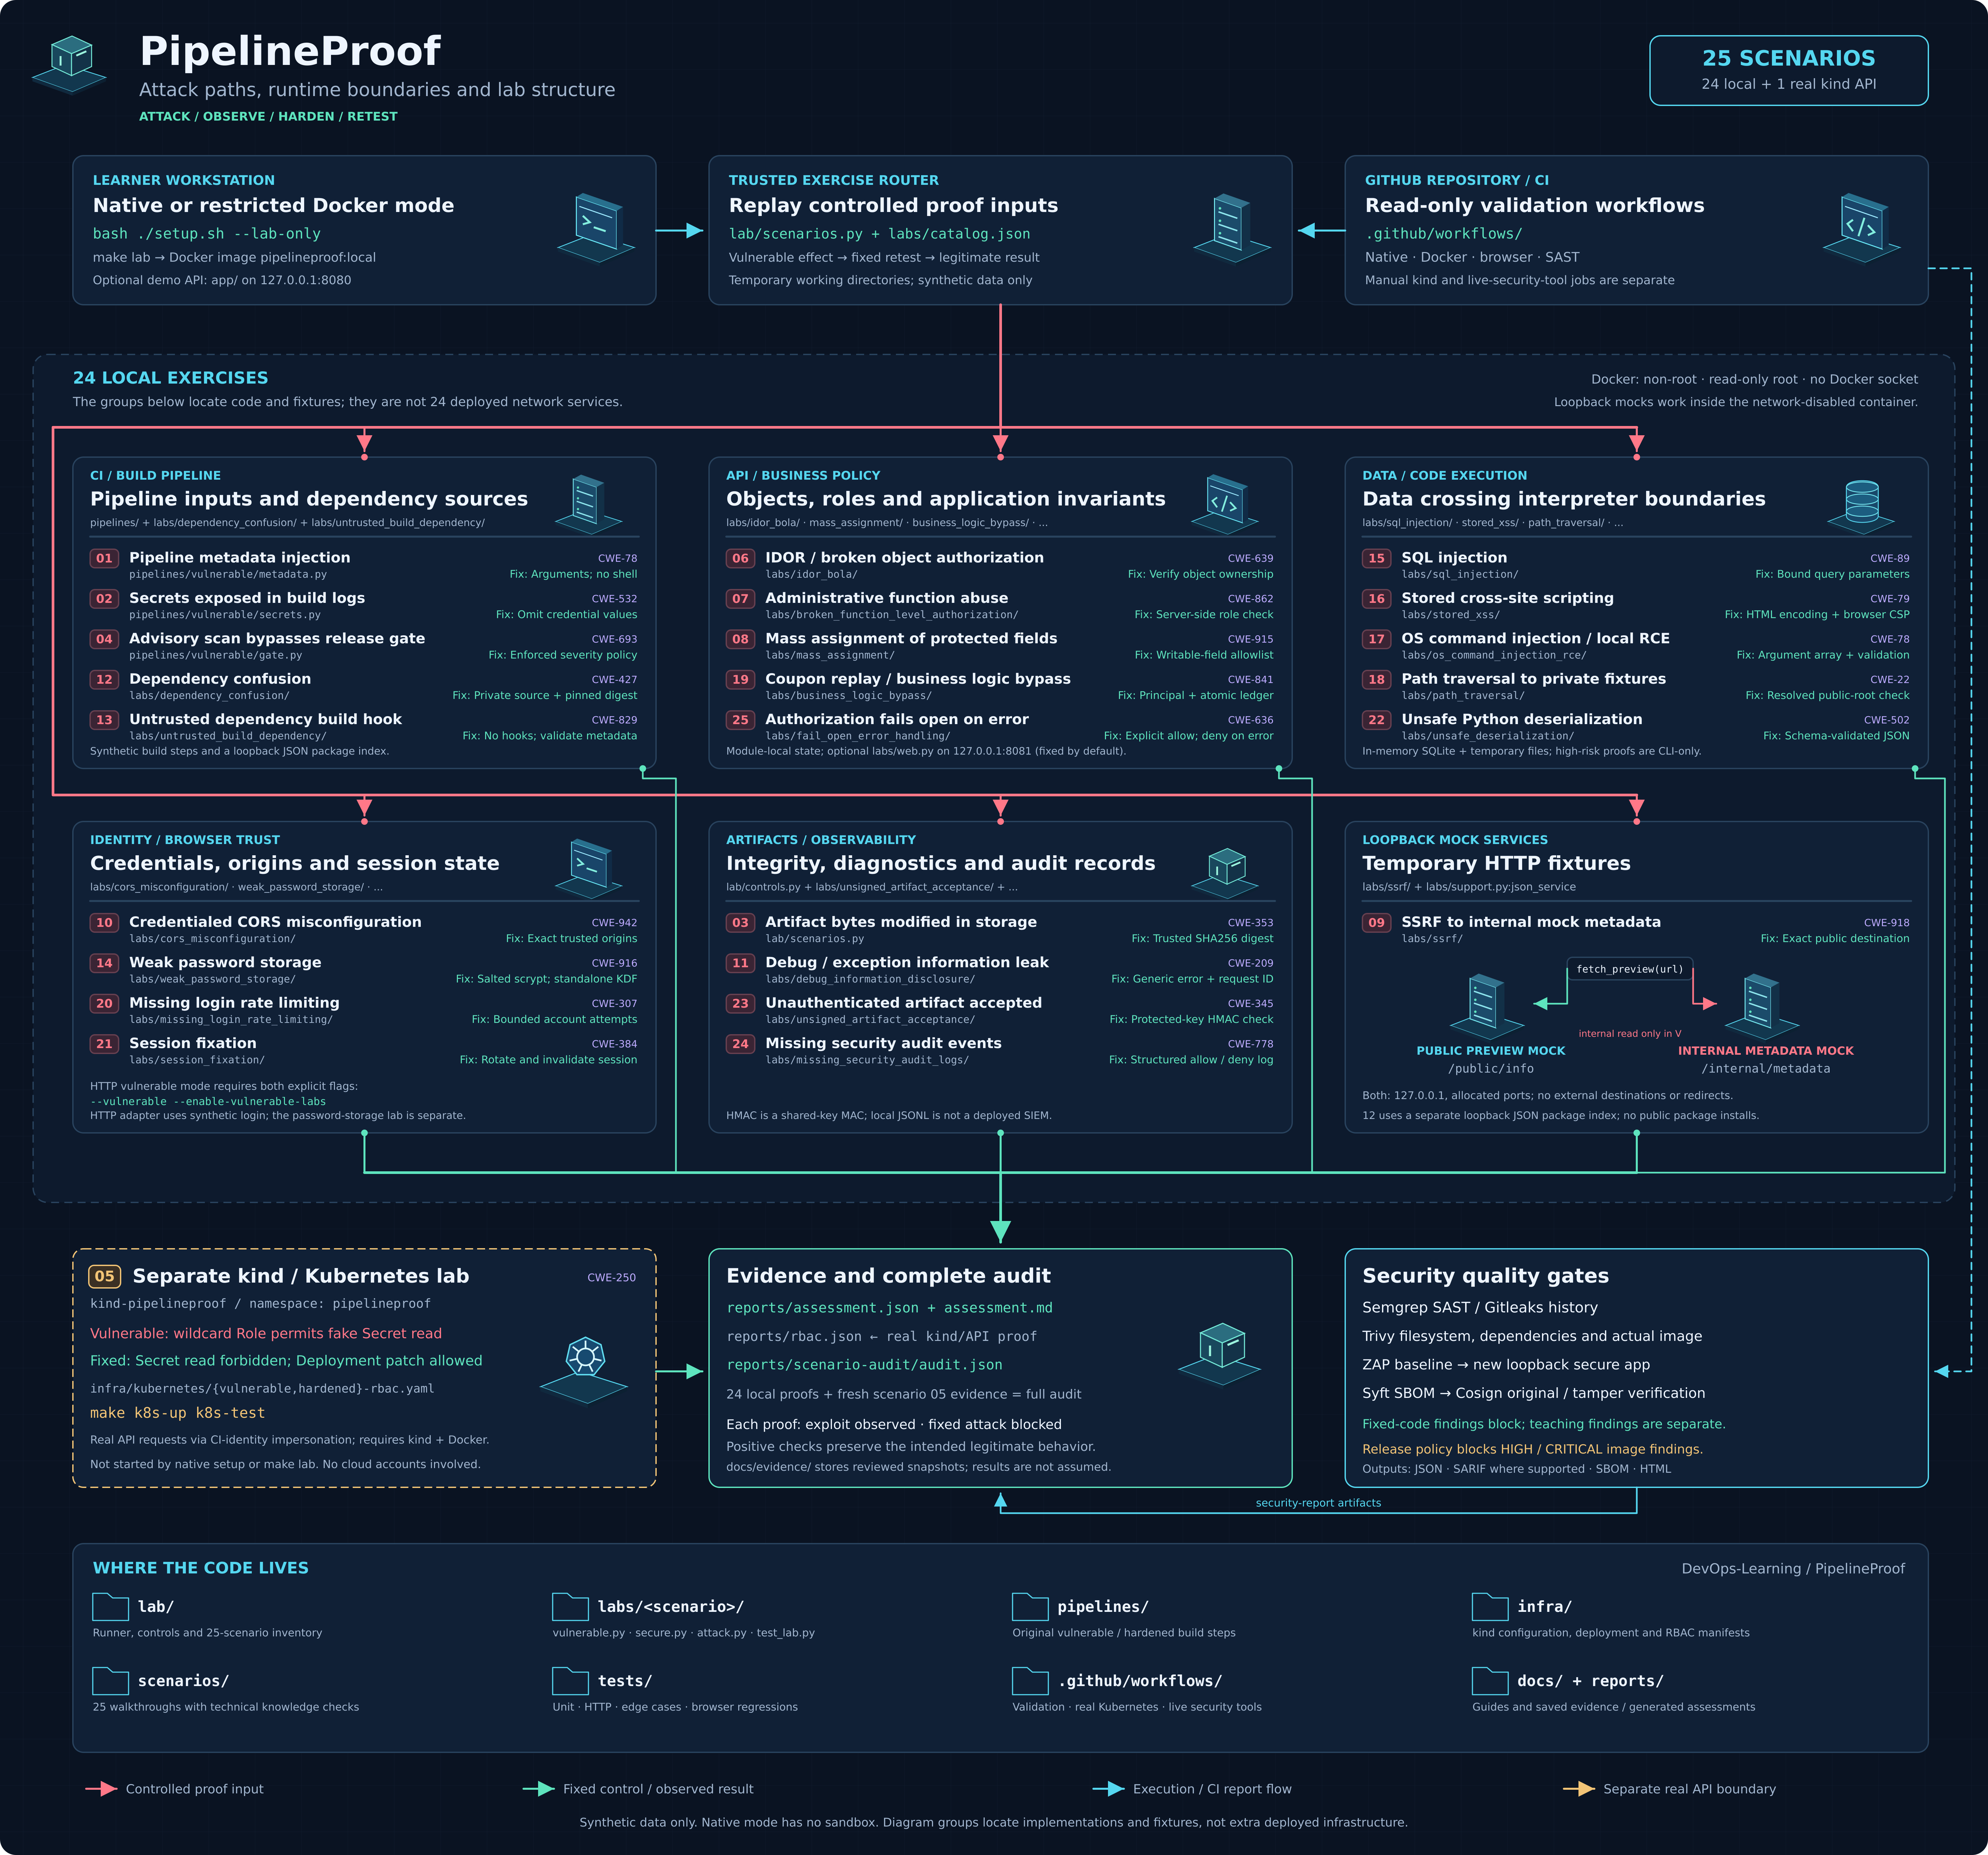 PipelineProof
Attack paths, runtime boundaries and lab structure
ATTACK / OBSERVE / HARDEN / RETEST
25 SCENARIOS
24 local + 1 real kind API
LEARNER WORKSTATION
Native or restricted Docker mode
bash ./setup.sh --lab-only
make lab → Docker image pipelineproof:local
Optional demo API: app/ on 127.0.0.1:8080
TRUSTED EXERCISE ROUTER
Replay controlled proof inputs
lab/scenarios.py + labs/catalog.json
Vulnerable effect → fixed retest → legitimate result
Temporary working directories; synthetic data only
GITHUB REPOSITORY / CI
Read-only validation workflows
.github/workflows/
Native · Docker · browser · SAST
Manual kind and live-security-tool jobs are separate
24 LOCAL EXERCISES
The groups below locate code and fixtures; they are not 24 deployed network services.
Docker: non-root · read-only root · no Docker socket
Loopback mocks work inside the network-disabled container.
CI / BUILD PIPELINE
Pipeline inputs and dependency sources
pipelines/ + labs/dependency_confusion/ + labs/untrusted_build_dependency/
01 Pipeline metadata injection CWE-78
pipelines/vulnerable/metadata.py Fix: Arguments; no shell
02 Secrets exposed in build logs CWE-532
pipelines/vulnerable/secrets.py Fix: Omit credential values
04 Advisory scan bypasses release gate CWE-693
pipelines/vulnerable/gate.py Fix: Enforced severity policy
12 Dependency confusion CWE-427
labs/dependency_confusion/ Fix: Private source + pinned digest
13 Untrusted dependency build hook CWE-829
labs/untrusted_build_dependency/ Fix: No hooks; validate metadata
Synthetic build steps and a loopback JSON package index.
API / BUSINESS POLICY
Objects, roles and application invariants
labs/idor_bola/ · mass_assignment/ · business_logic_bypass/ · ...
06 IDOR / broken object authorization CWE-639
labs/idor_bola/ Fix: Verify object ownership
07 Administrative function abuse CWE-862
labs/broken_function_level_authorization/ Fix: Server-side role check
08 Mass assignment of protected fields CWE-915
labs/mass_assignment/ Fix: Writable-field allowlist
19 Coupon replay / business logic bypass CWE-841
labs/business_logic_bypass/ Fix: Principal + atomic ledger
25 Authorization fails open on error CWE-636
labs/fail_open_error_handling/ Fix: Explicit allow; deny on error
Module-local state; optional labs/web.py on 127.0.0.1:8081 (fixed by default).
DATA / CODE EXECUTION
Data crossing interpreter boundaries
labs/sql_injection/ · stored_xss/ · path_traversal/ · ...
15 SQL injection CWE-89
labs/sql_injection/ Fix: Bound query parameters
16 Stored cross-site scripting CWE-79
labs/stored_xss/ Fix: HTML encoding + browser CSP
17 OS command injection / local RCE CWE-78
labs/os_command_injection_rce/ Fix: Argument array + validation
18 Path traversal to private fixtures CWE-22
labs/path_traversal/ Fix: Resolved public-root check
22 Unsafe Python deserialization CWE-502
labs/unsafe_deserialization/ Fix: Schema-validated JSON
In-memory SQLite + temporary files; high-risk proofs are CLI-only.
IDENTITY / BROWSER TRUST
Credentials, origins and session state
labs/cors_misconfiguration/ · weak_password_storage/ · ...
10 Credentialed CORS misconfiguration CWE-942
labs/cors_misconfiguration/ Fix: Exact trusted origins
14 Weak password storage CWE-916
labs/weak_password_storage/ Fix: Salted scrypt; standalone KDF
20 Missing login rate limiting CWE-307
labs/missing_login_rate_limiting/ Fix: Bounded account attempts
21 Session fixation CWE-384
labs/session_fixation/ Fix: Rotate and invalidate session
HTTP vulnerable mode requires both explicit flags:
--vulnerable --enable-vulnerable-labs
HTTP adapter uses synthetic login; the password-storage lab is separate.
ARTIFACTS / OBSERVABILITY
Integrity, diagnostics and audit records
lab/controls.py + labs/unsigned_artifact_acceptance/ + ...
03 Artifact bytes modified in storage CWE-353
lab/scenarios.py Fix: Trusted SHA256 digest
11 Debug / exception information leak CWE-209
labs/debug_information_disclosure/ Fix: Generic error + request ID
23 Unauthenticated artifact accepted CWE-345
labs/unsigned_artifact_acceptance/ Fix: Protected-key HMAC check
24 Missing security audit events CWE-778
labs/missing_security_audit_logs/ Fix: Structured allow / deny log
HMAC is a shared-key MAC; local JSONL is not a deployed SIEM.
LOOPBACK MOCK SERVICES
Temporary HTTP fixtures
labs/ssrf/ + labs/support.py:json_service
09 SSRF to internal mock metadata CWE-918
labs/ssrf/ Fix: Exact public destination
fetch_preview(url)
internal read only in V
PUBLIC PREVIEW MOCK INTERNAL METADATA MOCK
/public/info /internal/metadata
Both: 127.0.0.1, allocated ports; no external destinations or redirects.
12 uses a separate loopback JSON package index; no public package installs.
05 Separate kind / Kubernetes lab CWE-250
kind-pipelineproof / namespace: pipelineproof
Vulnerable: wildcard Role permits fake Secret read
Fixed: Secret read forbidden; Deployment patch allowed
infra/kubernetes/{vulnerable,hardened}-rbac.yaml
make k8s-up k8s-test
Real API requests via CI-identity impersonation; requires kind + Docker.
Not started by native setup or make lab. No cloud accounts involved.
Evidence and complete audit
reports/assessment.json + assessment.md
reports/rbac.json ← real kind/API proof
reports/scenario-audit/audit.json
24 local proofs + fresh scenario 05 evidence = full audit
Each proof: exploit observed · fixed attack blocked
Positive checks preserve the intended legitimate behavior.
docs/evidence/ stores reviewed snapshots; results are not assumed.
Security quality gates
Semgrep SAST / Gitleaks history
Trivy filesystem, dependencies and actual image
ZAP baseline → new loopback secure app
Syft SBOM → Cosign original / tamper verification
Fixed-code findings block; teaching findings are separate.
Release policy blocks HIGH / CRITICAL image findings.
Outputs: JSON · SARIF where supported · SBOM · HTML
security-report artifacts
WHERE THE CODE LIVES
DevOps-Learning / PipelineProof
lab/
Runner, controls and 25-scenario inventory
labs/<scenario>/
vulnerable.py · secure.py · attack.py · test_lab.py
pipelines/
Original vulnerable / hardened build steps
infra/
kind configuration, deployment and RBAC manifests
scenarios/
25 walkthroughs with technical knowledge checks
tests/
Unit · HTTP · edge cases · browser regressions
.github/workflows/
Validation · real Kubernetes · live security tools
docs/ + reports/
Guides and saved evidence / generated assessments
Controlled proof input
Fixed control / observed result
Execution / CI report flow
Separate real API boundary
Synthetic data only. Native mode has no sandbox. Diagram groups locate implementations and fixtures, not extra deployed infrastructure.